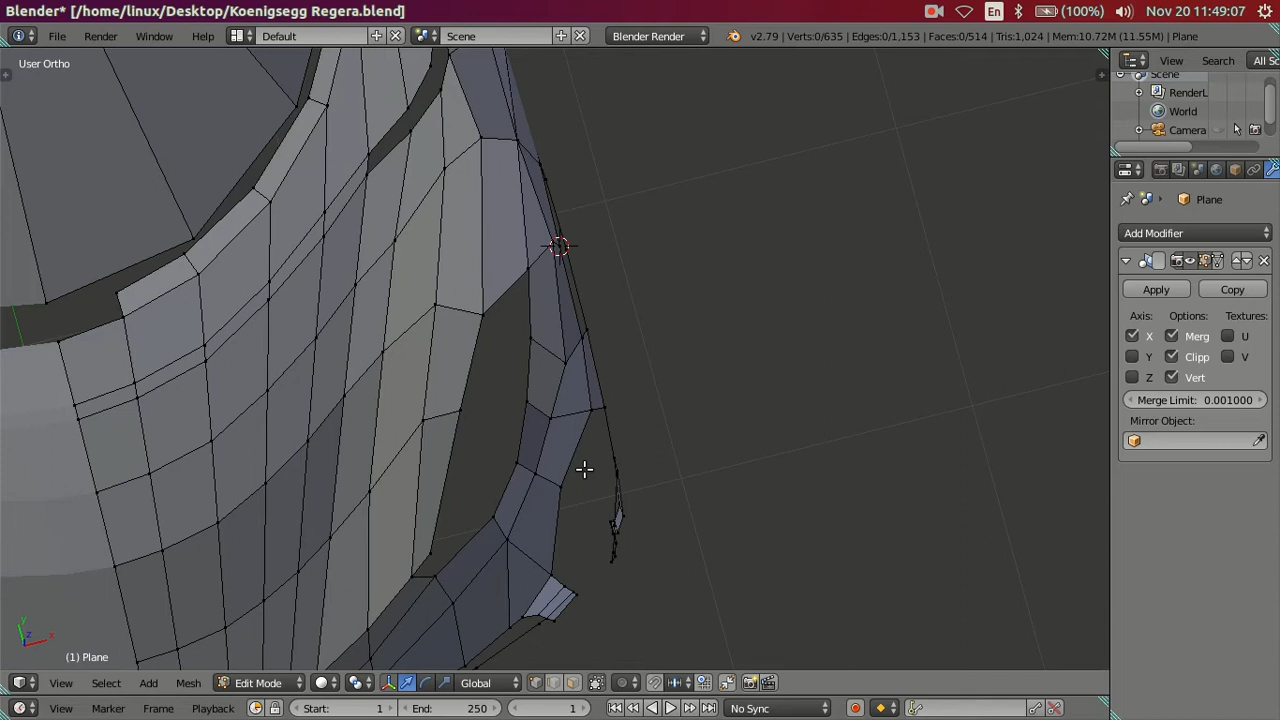 Blender* [/home/linux/Desktop/Koenigsegg Regera.blend]
En
(100%)
Nov 20 11:49:07
File
Render
Window
Help
Default
Scene
Blender Render
v2.79 | Verts:0/635 | Edges:0/1,153 | Faces:0/514 | Tris:1,024 | Mem:10.72M (11.55M) | Plane
User Ortho
View
Search
All Sc
Scene
RenderL
World
Camera
Plane
Add Modifier
Apply
Copy
Axis:
Options:
Textures:
X
Merg
U
Y
Clipp
V
Z
Vert
Merge Limit: 0.001000
Mirror Object:
y
z
x
(1) Plane
View
Select
Add
Mesh
Edit Mode
Global
View
Marker
Frame
Playback
Start: 1
End: 250
1
No Sync